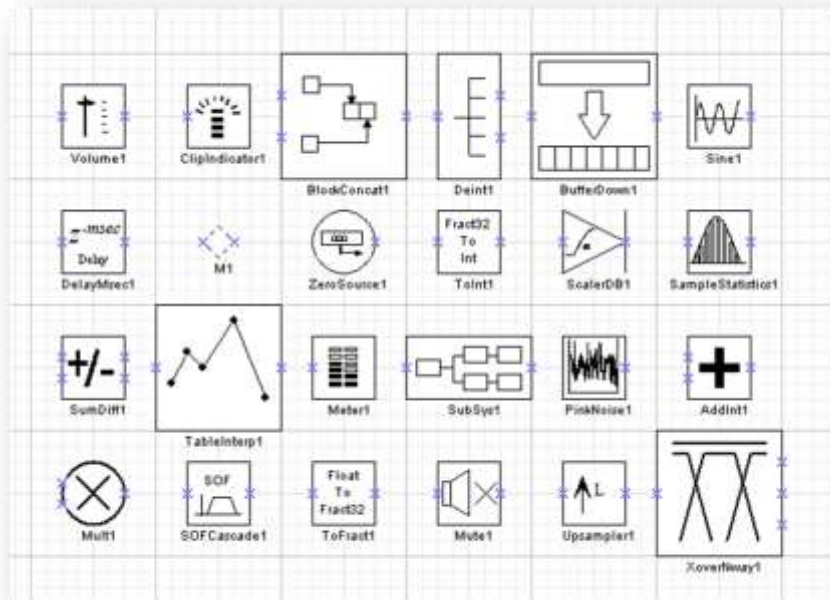 Volume1
ClipIndicator1
BlockConcat1
Deint1
BufferDown1
Sine1
-msec
Delay
DelayMsec1
M1
ZeroSource1
Fract32
To
Int
ToInt1
ScalerDB1
SampleStatistics1
+/-
SumDiff1
TableInterp1
Meter1
SubSys1
PinkNoise1
AddInt1
Mult1
SOF
SOFCascade1
Float
To
Fract32
ToFract1
Mute1
L
Upsampler1
XoverNway1